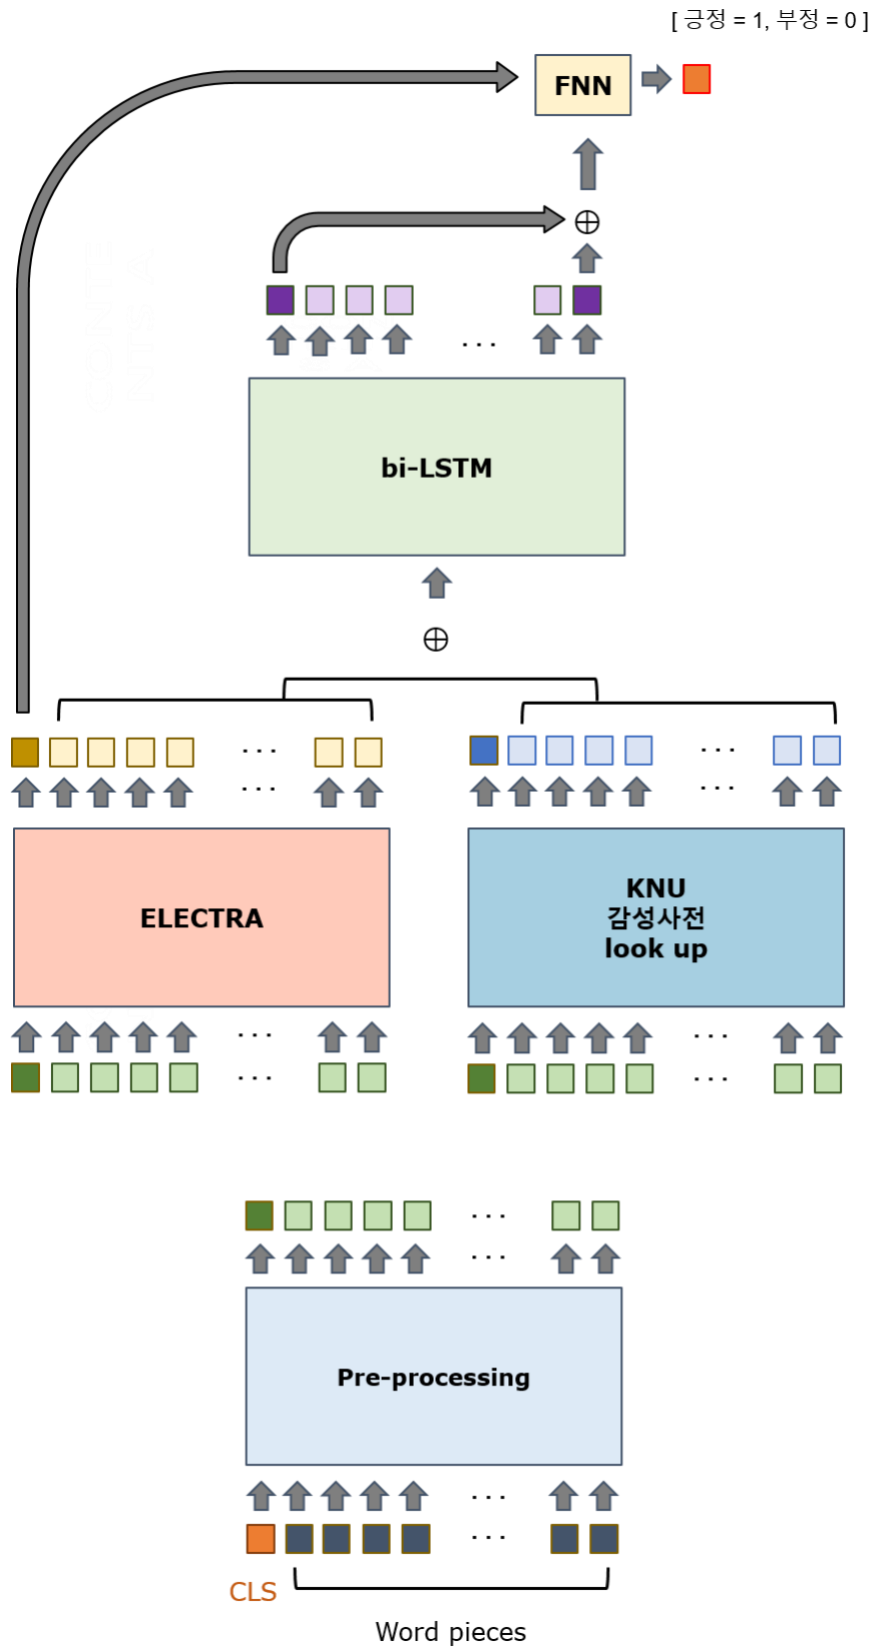 [ 긍정 = 1, 부정 = 0 ]
FNN
⊕
...
bi-LSTM
⊕
... ...
... ...
ELECTRA
KNU
감성사전
look up
... ...
... ...
...
...
Pre-processing
...
...
CLS
Word pieces